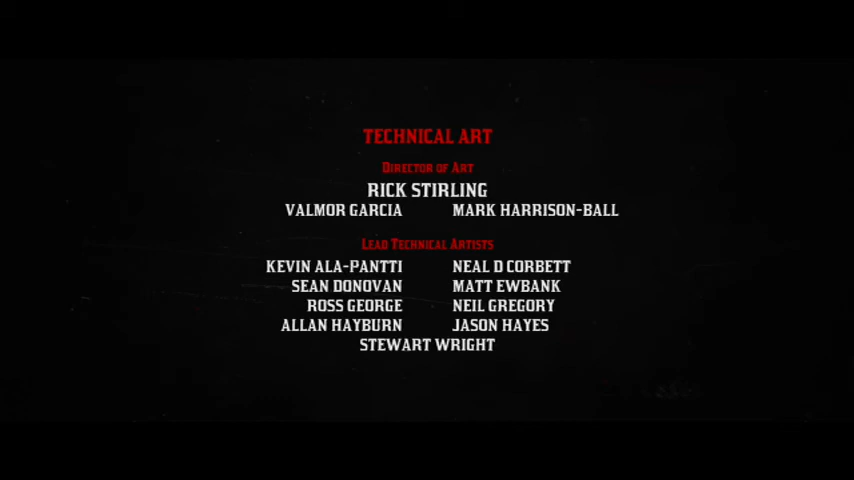 TECHNICAL ART
DIRECTOR OF ART
RICK STIRLING
VALMOR GARCIA MARK HARRISON-BALL
LEAD TECHNICAL ARTISTS
KEVIN ALA-PANTTI NEAL D CORBETT
SEAN DONOVAN MATT EWBANK
ROSS GEORGE NEIL GREGORY
ALLAN HAYBURN JASON HAYES
STEWART WRIGHT